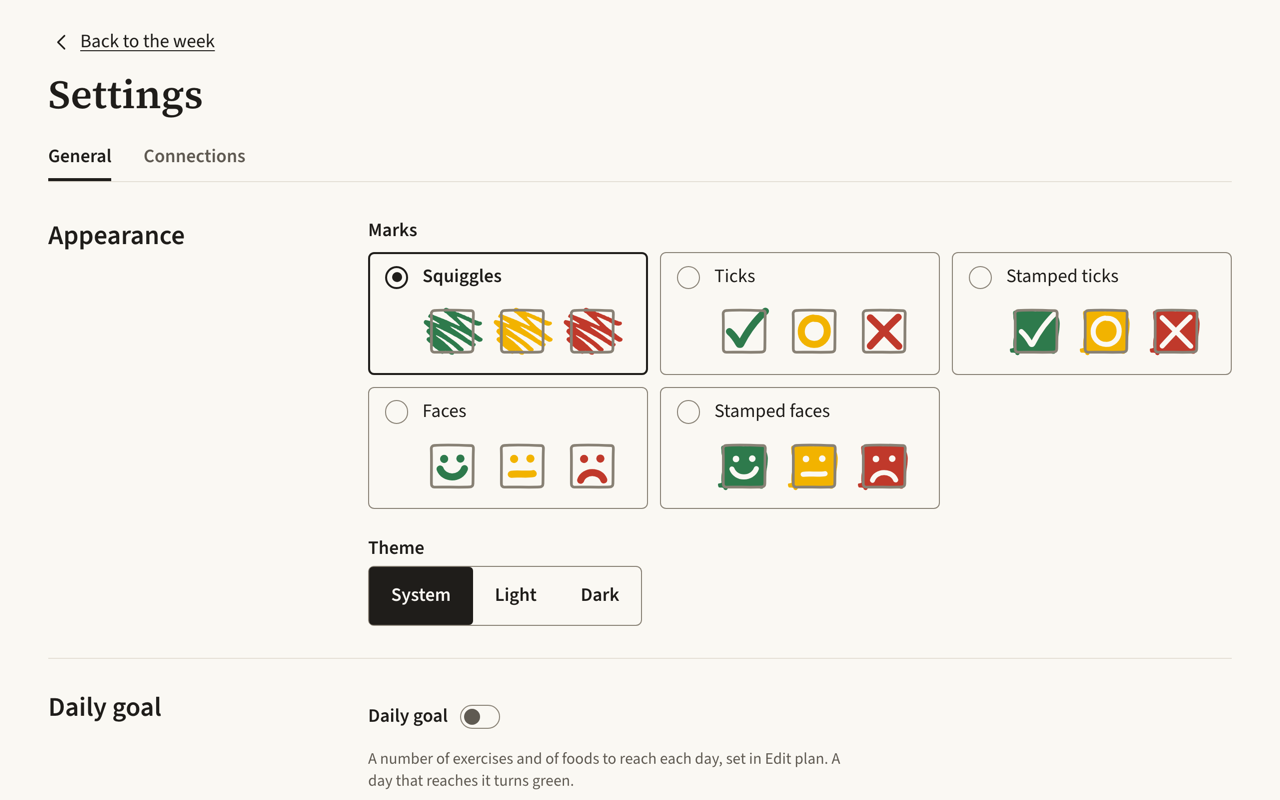 Back to the week
Settings
General
Connections
Appearance
Marks
Squiggles
Ticks
Stamped ticks
Faces
Stamped faces
Theme
System
Light
Dark
Daily goal
Daily goal
A number of exercises and of foods to reach each day, set in Edit plan. A
day that reaches it turns green.